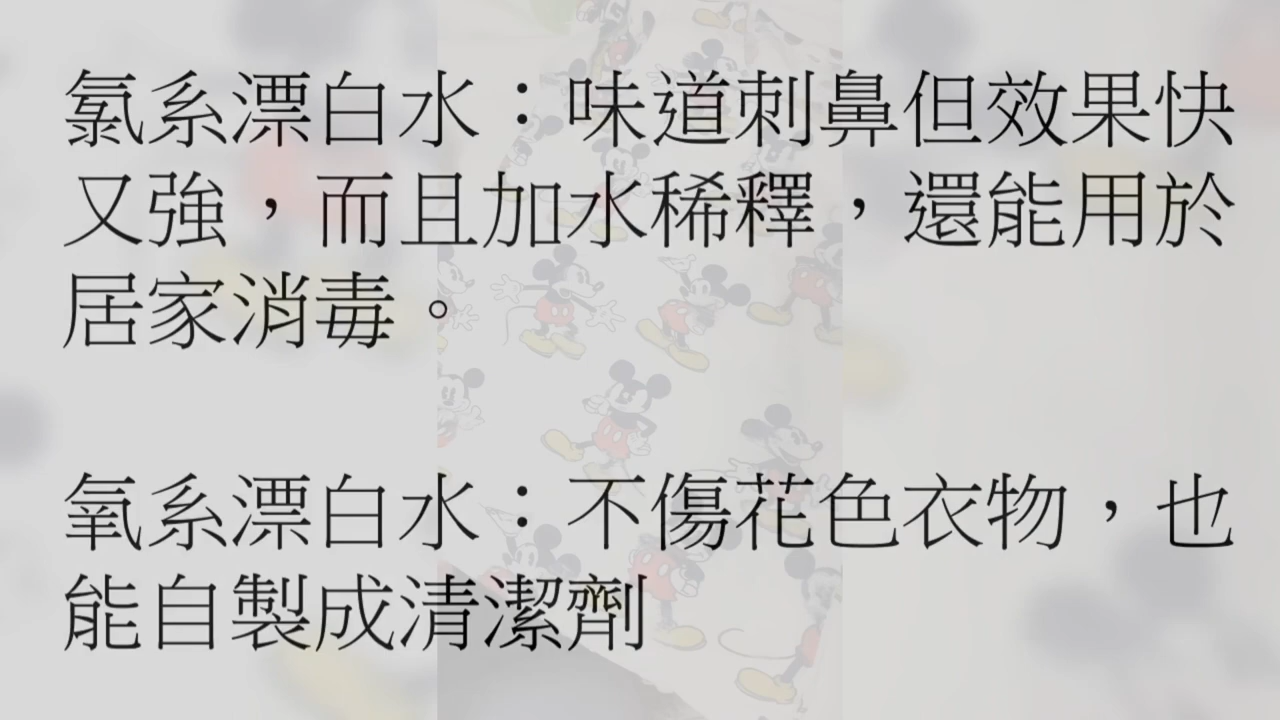 氯系漂白水：味道刺鼻但效果快
又強，而且加水稀釋，還能用於
居家消毒。
氧系漂白水：不傷花色衣物，也
能自製成清潔劑